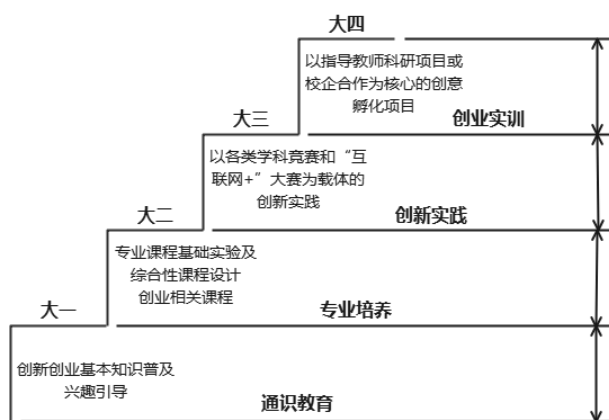 大四
以指导教师科研项目或
校企合作为核心的创意
孵化项目
创业实训
大三
以各类学科竞赛和“互
联网+”大赛为载体的
创新实践
创新实践
大二
专业课程基础实验及
综合性课程设计
创业相关课程
专业培养
大一
创新创业基本知识普及
兴趣引导
通识教育